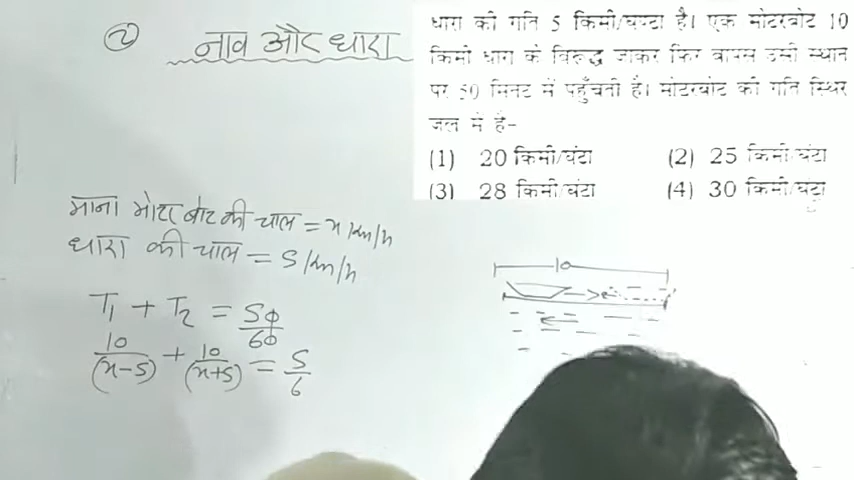 ② नाव और धारा
धारा की गति 5 किमी/घण्टा है। एक मोटरबोट 10
किमी धारा के विरूद्ध जाकर फिर वापस उसी स्थान
पर 50 मिनट में पहुँचती है। मोटरबोट की गति स्थिर
जल में है-
(1) 20 किमी/घंटा (2) 25 किमी/घंटा
(3) 28 किमी/घंटा (4) 30 किमी/घंटा
माना मोटर बोट की चाल = x km/h
धारा की चाल = 5 km/h
10
T₁ + T₂ = 50/60
10/(x-5) + 10/(x+5) = 5/6